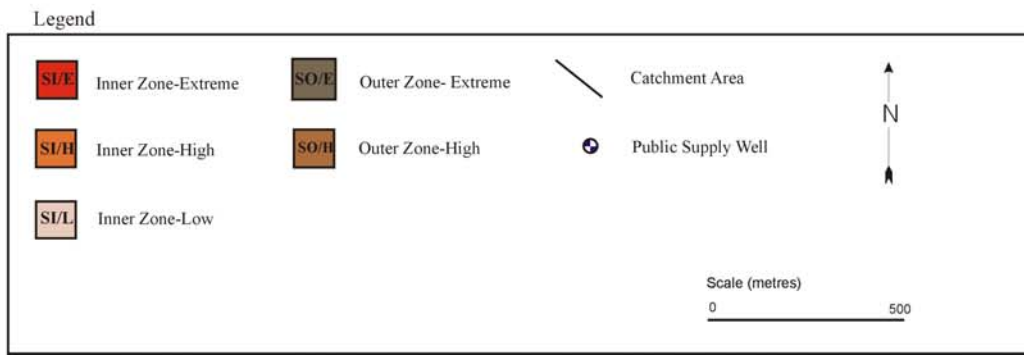 Legend
SI/E Inner Zone-Extreme
SO/E Outer Zone- Extreme
Catchment Area
SI/H Inner Zone-High
SO/H Outer Zone-High
Public Supply Well
N
SI/L Inner Zone-Low
Scale (metres)
0 500